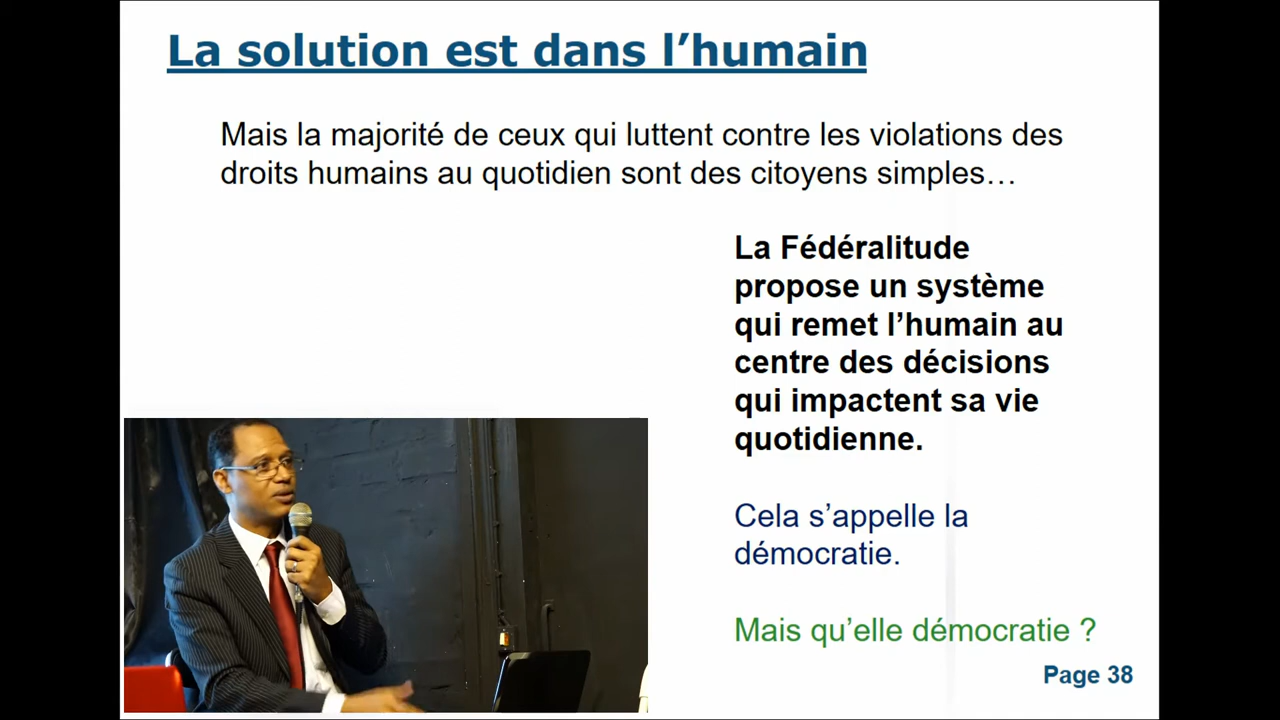 La solution est dans l’humain
Mais la majorité de ceux qui luttent contre les violations des
droits humains au quotidien sont des citoyens simples…
La Fédéralitude
propose un système
qui remet l’humain au
centre des décisions
qui impactent sa vie
quotidienne.
Cela s’appelle la
démocratie.
Mais qu’elle démocratie ?
Page 38